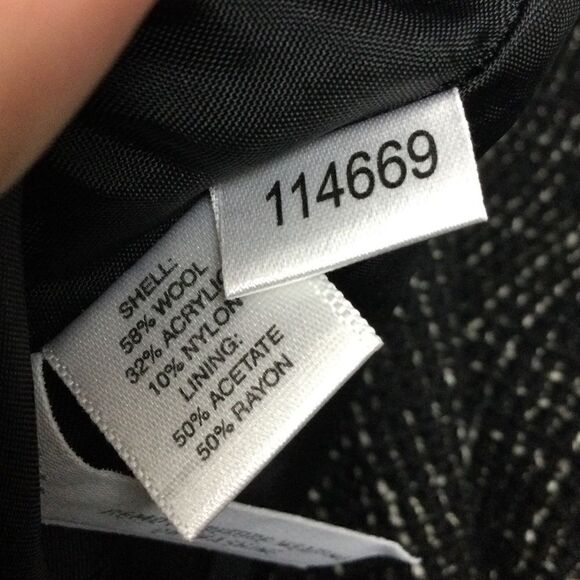 114669
SHELL:
58% WOOL
32% ACRYLIC
10% NYLON
LINING:
50% ACETATE
50% RAYON